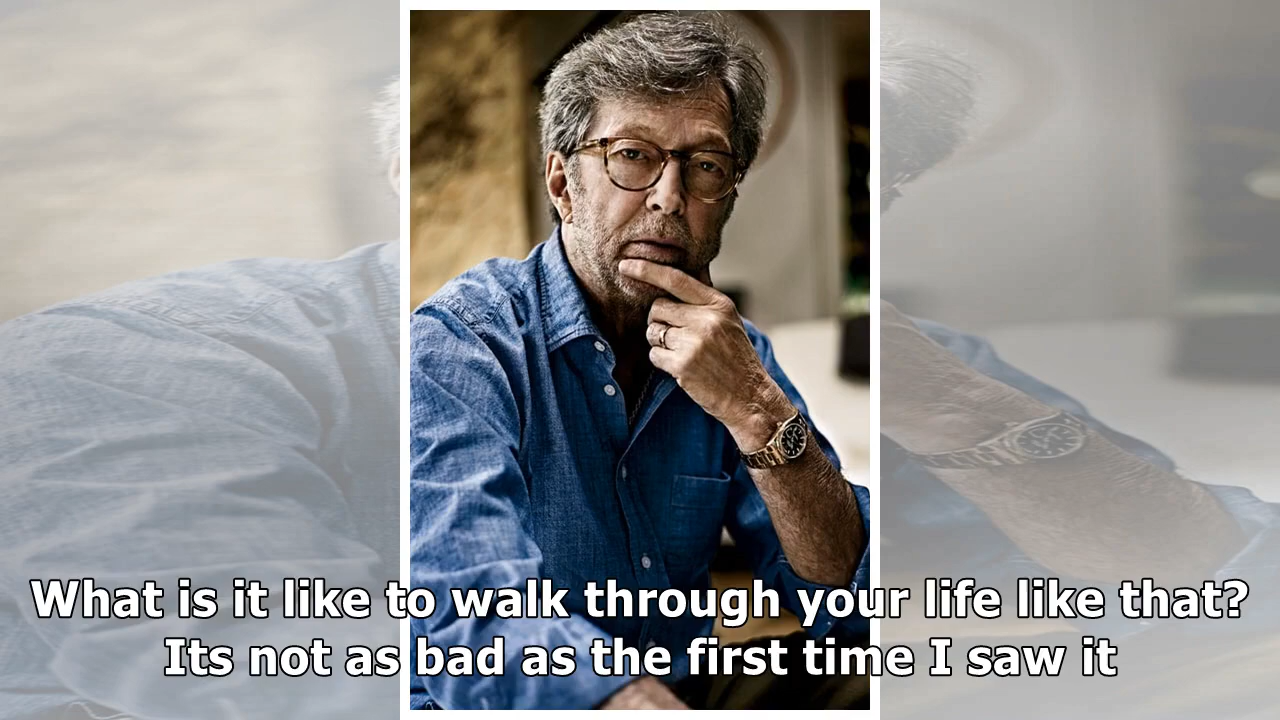 What is it like to walk through your life like that?
Its not as bad as the first time I saw it